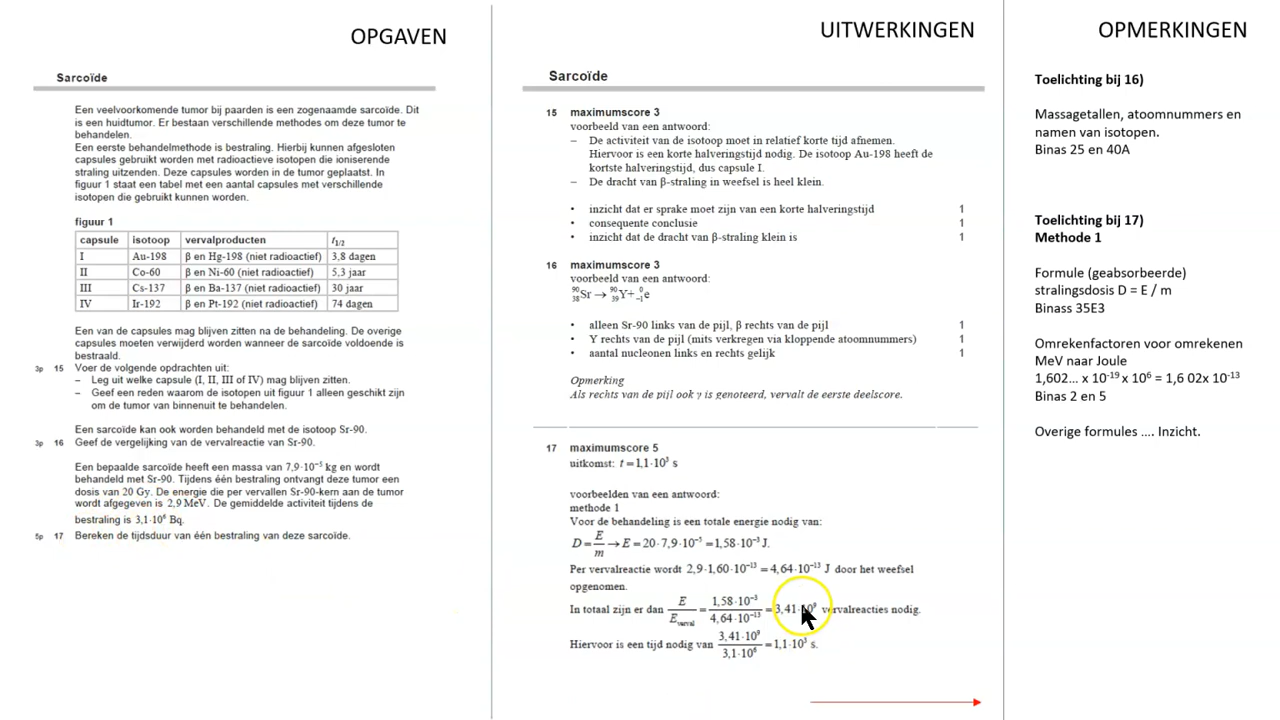 OPGAVEN
Sarcoïde
Een veelvoorkomende tumor bij paarden is een zogenaamde sarcoïde. Dit
is een huidtumor. Er bestaan verschillende methodes om deze tumor te
behandelen.
Een eerste behandelmethode is bestraling. Hierbij kunnen afgesloten
capsules gebruikt worden met radioactieve isotopen die ioniserende
straling uitzenden. Deze capsules worden in de tumor geplaatst. In
figuur 1 staat een tabel met een aantal capsules met verschillende
isotopen die gebruikt kunnen worden.
figuur 1
capsule isotoop vervalproducten t1/2
I Au-198 β en Hg-198 (niet radioactief) 3,8 dagen
II Co-60 β en Ni-60 (niet radioactief) 5,3 jaar
III Cs-137 β en Ba-137 (niet radioactief) 30 jaar
IV Ir-192 β en Pt-192 (niet radioactief) 74 dagen
Een van de capsules mag blijven zitten na de behandeling. De overige
capsules moeten verwijderd worden wanneer de sarcoïde voldoende is
bestraald.
3p 15 Voer de volgende opdrachten uit:
– Leg uit welke capsule (I, II, III of IV) mag blijven zitten.
– Geef een reden waarom de isotopen uit figuur 1 alleen geschikt zijn
om de tumor van binnenuit te behandelen.
Een sarcoïde kan ook worden behandeld met de isotoop Sr-90.
3p 16 Geef de vergelijking van de vervalreactie van Sr-90.
Een bepaalde sarcoïde heeft een massa van 7,9·10⁻⁵ kg en wordt
behandeld met Sr-90. Tijdens één bestraling ontvangt deze tumor een
dosis van 20 Gy. De energie die per vervallen Sr-90-kern aan de tumor
wordt afgegeven is 2,9 MeV. De gemiddelde activiteit tijdens de
bestraling is 3,1·10⁶ Bq.
5p 17 Bereken de tijdsduur van één bestraling van deze sarcoïde.
UITWERKINGEN
Sarcoïde
15 maximumscore 3
voorbeeld van een antwoord:
– De activiteit van de isotoop moet in relatief korte tijd afnemen.
Hiervoor is een korte halveringstijd nodig. De isotoop Au-198 heeft de
kortste halveringstijd, dus capsule I.
– De dracht van β-straling in weefsel is heel klein.
• inzicht dat er sprake moet zijn van een korte halveringstijd 1
• consequente conclusie 1
• inzicht dat de dracht van β-straling klein is 1
16 maximumscore 3
voorbeeld van een antwoord:
⁹⁰₃₈Sr → ⁹⁰₃₉Y + ⁰₋₁e
• alleen Sr-90 links van de pijl, β rechts van de pijl 1
• Y rechts van de pijl (mits verkregen via kloppende atoomnummers) 1
• aantal nucleonen links en rechts gelijk 1
Opmerking
Als rechts van de pijl ook γ is genoteerd, vervalt de eerste deelscore.
17 maximumscore 5
uitkomst: t = 1,1·10³ s
voorbeelden van een antwoord:
methode 1
Voor de behandeling is een totale energie nodig van:
D = E/m → E = 20·7,9·10⁻⁵ = 1,58·10⁻³ J.
Per vervalreactie wordt 2,9·1,60·10⁻¹³ = 4,64·10⁻¹³ J door het weefsel
opgenomen.
In totaal zijn er dan E/Everval = 1,58·10⁻³/4,64·10⁻¹³ = 3,41·10⁹ vervalreacties nodig.
Hiervoor is een tijd nodig van 3,41·10⁹/3,1·10⁶ = 1,1·10³ s.
OPMERKINGEN
Toelichting bij 16)
Massagetallen, atoomnummers en
namen van isotopen.
Binas 25 en 40A
Toelichting bij 17)
Methode 1
Formule (geabsorbeerde)
stralingsdosis D = E / m
Binass 35E3
Omrekenfactoren voor omrekenen
MeV naar Joule
1,602... x 10⁻¹⁹ x 10⁶ = 1,6 02x 10⁻¹³
Binas 2 en 5
Overige formules .... Inzicht.